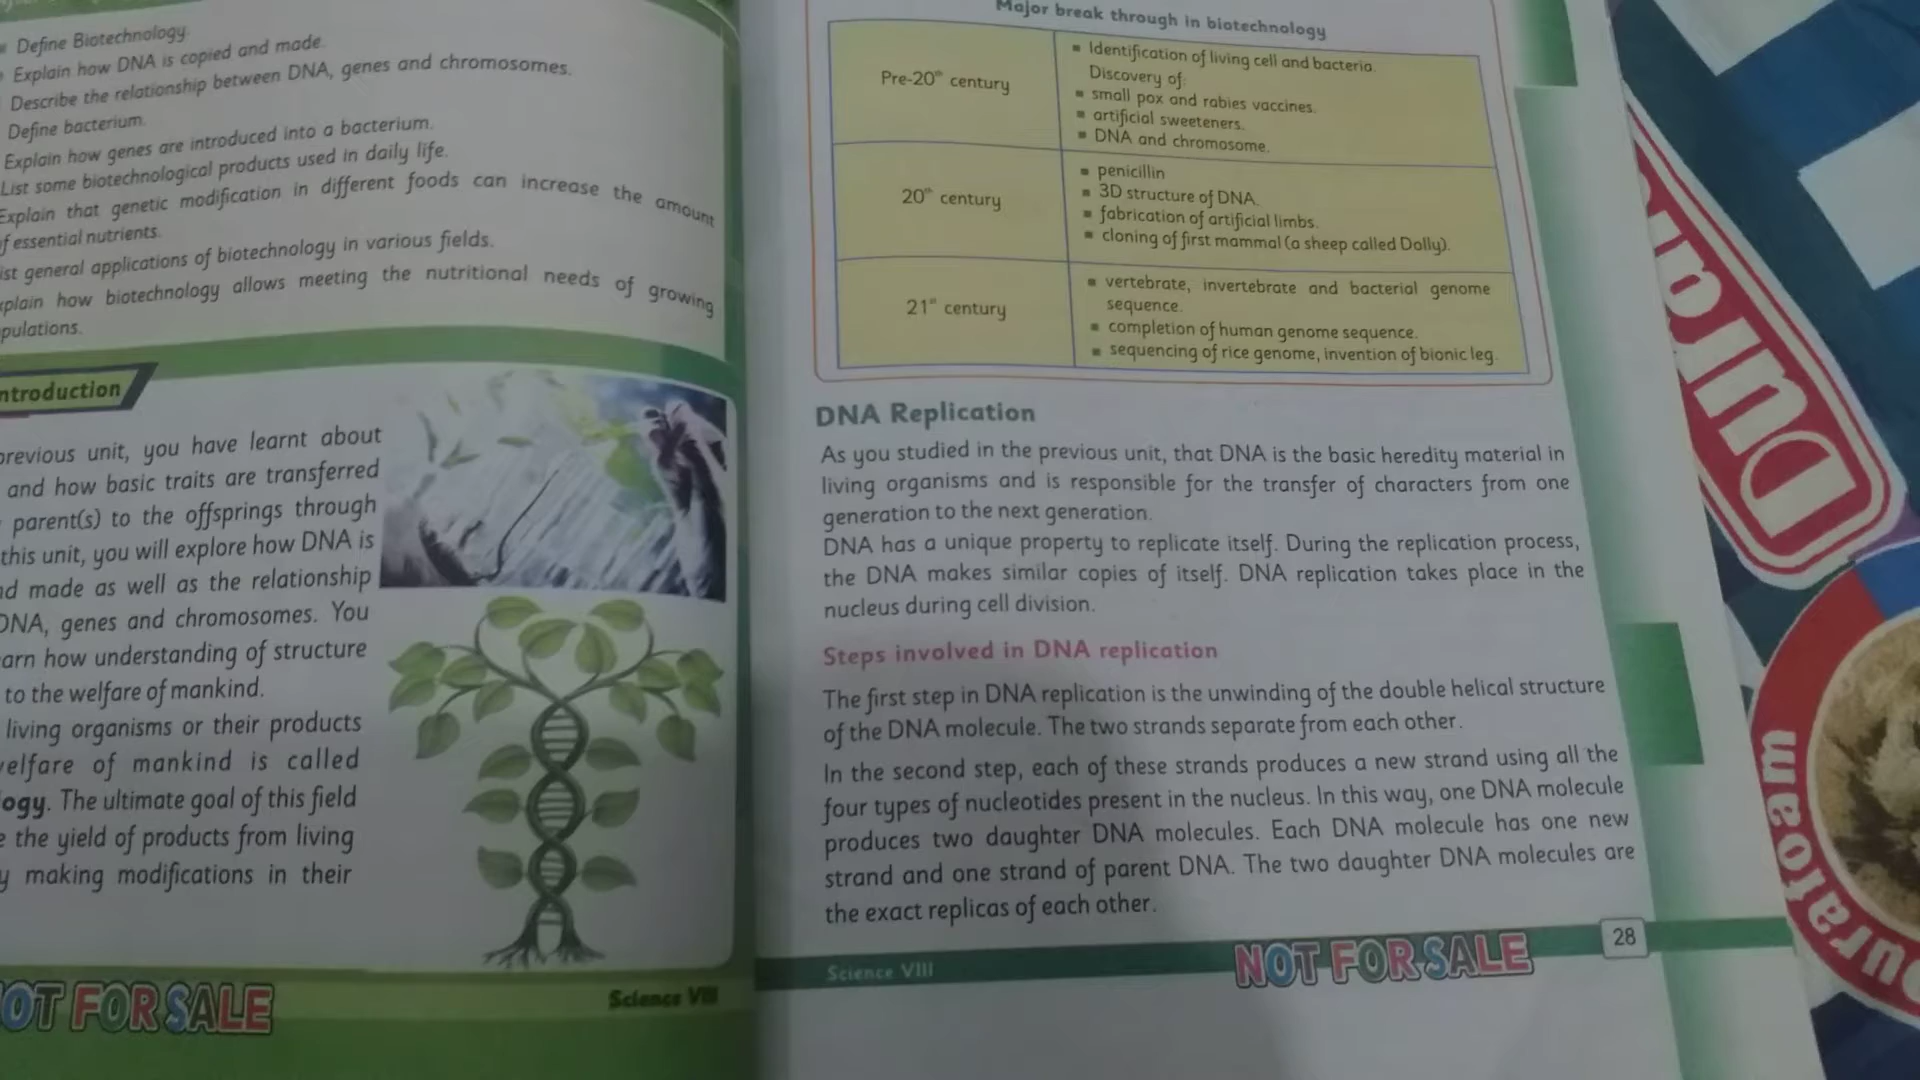 Define Biotechnology.
Explain how DNA is copied and made.
Describe the relationship between DNA, genes and chromosomes.
Define bacterium.
Explain how genes are introduced into a bacterium.
List some biotechnological products used in daily life.
Explain that genetic modification in different foods can increase the amount
of essential nutrients.
ist general applications of biotechnology in various fields.
xplain how biotechnology allows meeting the nutritional needs of growing
pulations.
ntroduction
previous unit, you have learnt about
and how basic traits are transferred
parent(s) to the offsprings through
this unit, you will explore how DNA is
nd made as well as the relationship
DNA, genes and chromosomes. You
arn how understanding of structure
to the welfare of mankind.
living organisms or their products
welfare of mankind is called
ogy. The ultimate goal of this field
e the yield of products from living
y making modifications in their
OT FOR SALE
Science VIII
Major break through in biotechnology
Pre-20th century
▪ Identification of living cell and bacteria.
Discovery of:
▪ small pox and rabies vaccines.
▪ artificial sweeteners.
▪ DNA and chromosome.
20th century
▪ penicillin
▪ 3D structure of DNA.
▪ fabrication of artificial limbs.
▪ cloning of first mammal (a sheep called Dolly).
21st century
▪ vertebrate, invertebrate and bacterial genome
sequence.
▪ completion of human genome sequence.
▪ sequencing of rice genome, invention of bionic leg.
DNA Replication
As you studied in the previous unit, that DNA is the basic heredity material in
living organisms and is responsible for the transfer of characters from one
generation to the next generation.
DNA has a unique property to replicate itself. During the replication process,
the DNA makes similar copies of itself. DNA replication takes place in the
nucleus during cell division.
Steps involved in DNA replication
The first step in DNA replication is the unwinding of the double helical structure
of the DNA molecule. The two strands separate from each other.
In the second step, each of these strands produces a new strand using all the
four types of nucleotides present in the nucleus. In this way, one DNA molecule
produces two daughter DNA molecules. Each DNA molecule has one new
strand and one strand of parent DNA. The two daughter DNA molecules are
the exact replicas of each other.
Science VIII
NOT FOR SALE
28
Dura
ouratoam